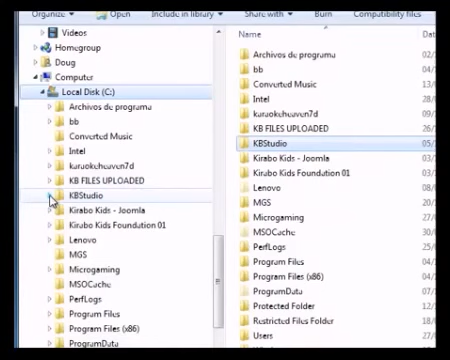 Organize Open Include in library Share with Burn Compatibility files
Videos
Homegroup
Doug
Computer
Local Disk (C:)
Archivos de programa
bb
Converted Music
Intel
karaokeheaven7d
KB FILES UPLOADED
KBStudio
Kirabo Kids - Joomla
Kirabo Kids Foundation 01
Lenovo
MGS
Microgaming
MSOCache
PerfLogs
Program Files
Program Files (x86)
ProgramData
Name
Archivos de programa
bb
Converted Music
Intel
karaokeheaven7d
KB FILES UPLOADED
KBStudio
Kirabo Kids - Joomla
Kirabo Kids Foundation 01
Lenovo
MGS
Microgaming
MSOCache
PerfLogs
Program Files
Program Files (x86)
ProgramData
Protected Folder
Restricted Files Folder
Users